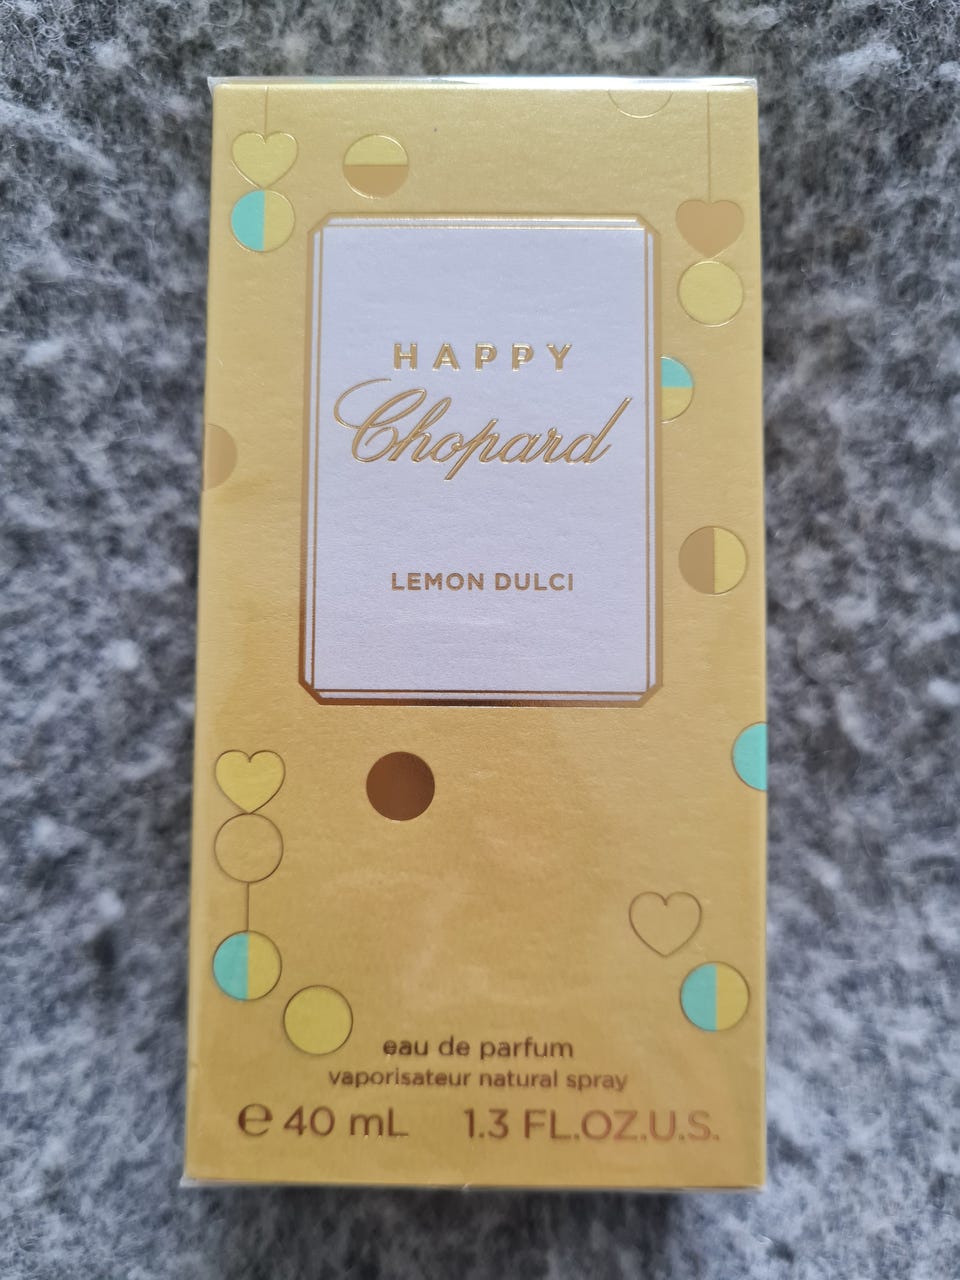 HAPPY
Chopard
LEMON DULCI
eau de parfum
vaporisateur natural spray
℮ 40 mL 1.3 FL.OZ.U.S.